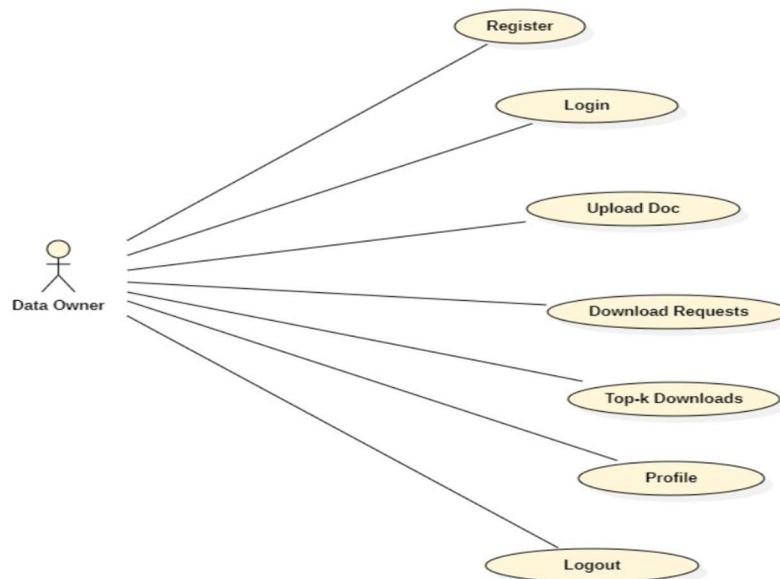 Register
Login
Upload Doc
Data Owner
Download Requests
Top-k Downloads
Profile
Logout